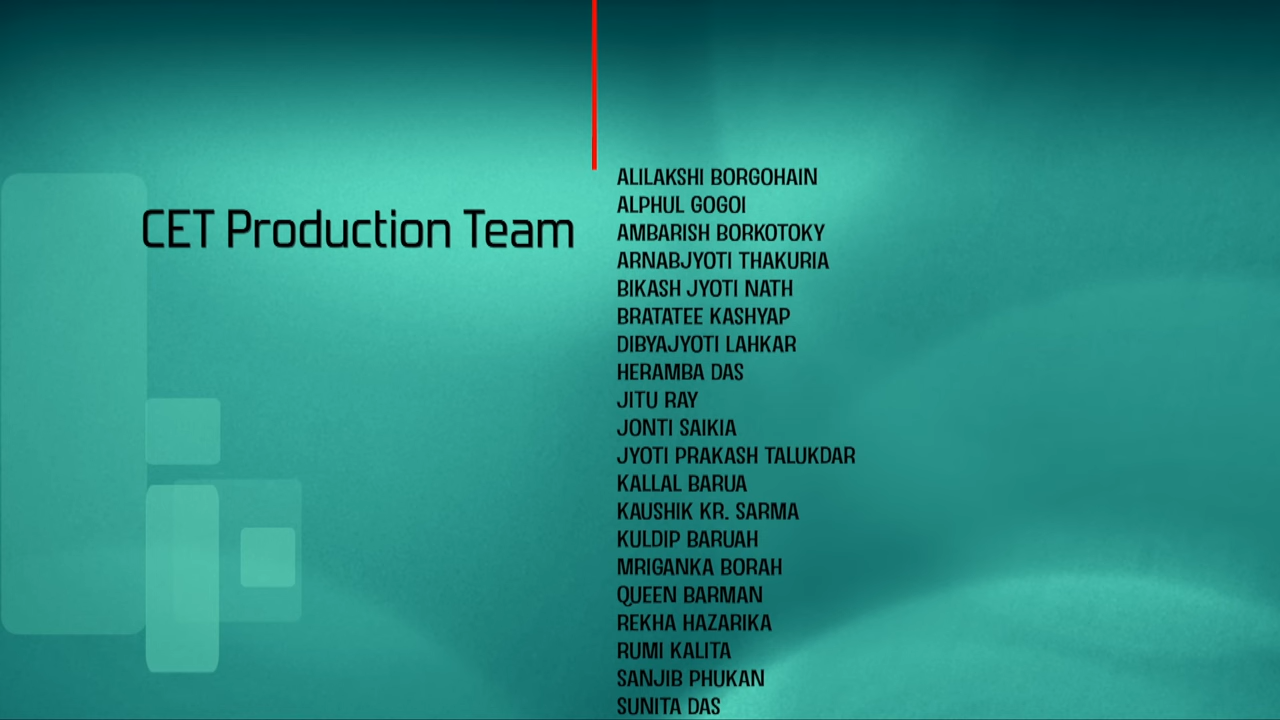 CET Production Team
ALILAKSHI BORGOHAIN
ALPHUL GOGOI
AMBARISH BORKOTOKY
ARNABJYOTI THAKURIA
BIKASH JYOTI NATH
BRATATEE KASHYAP
DIBYAJYOTI LAHKAR
HERAMBA DAS
JITU RAY
JONTI SAIKIA
JYOTI PRAKASH TALUKDAR
KALLAL BARUA
KAUSHIK KR. SARMA
KULDIP BARUAH
MRIGANKA BORAH
QUEEN BARMAN
REKHA HAZARIKA
RUMI KALITA
SANJIB PHUKAN
SUNITA DAS